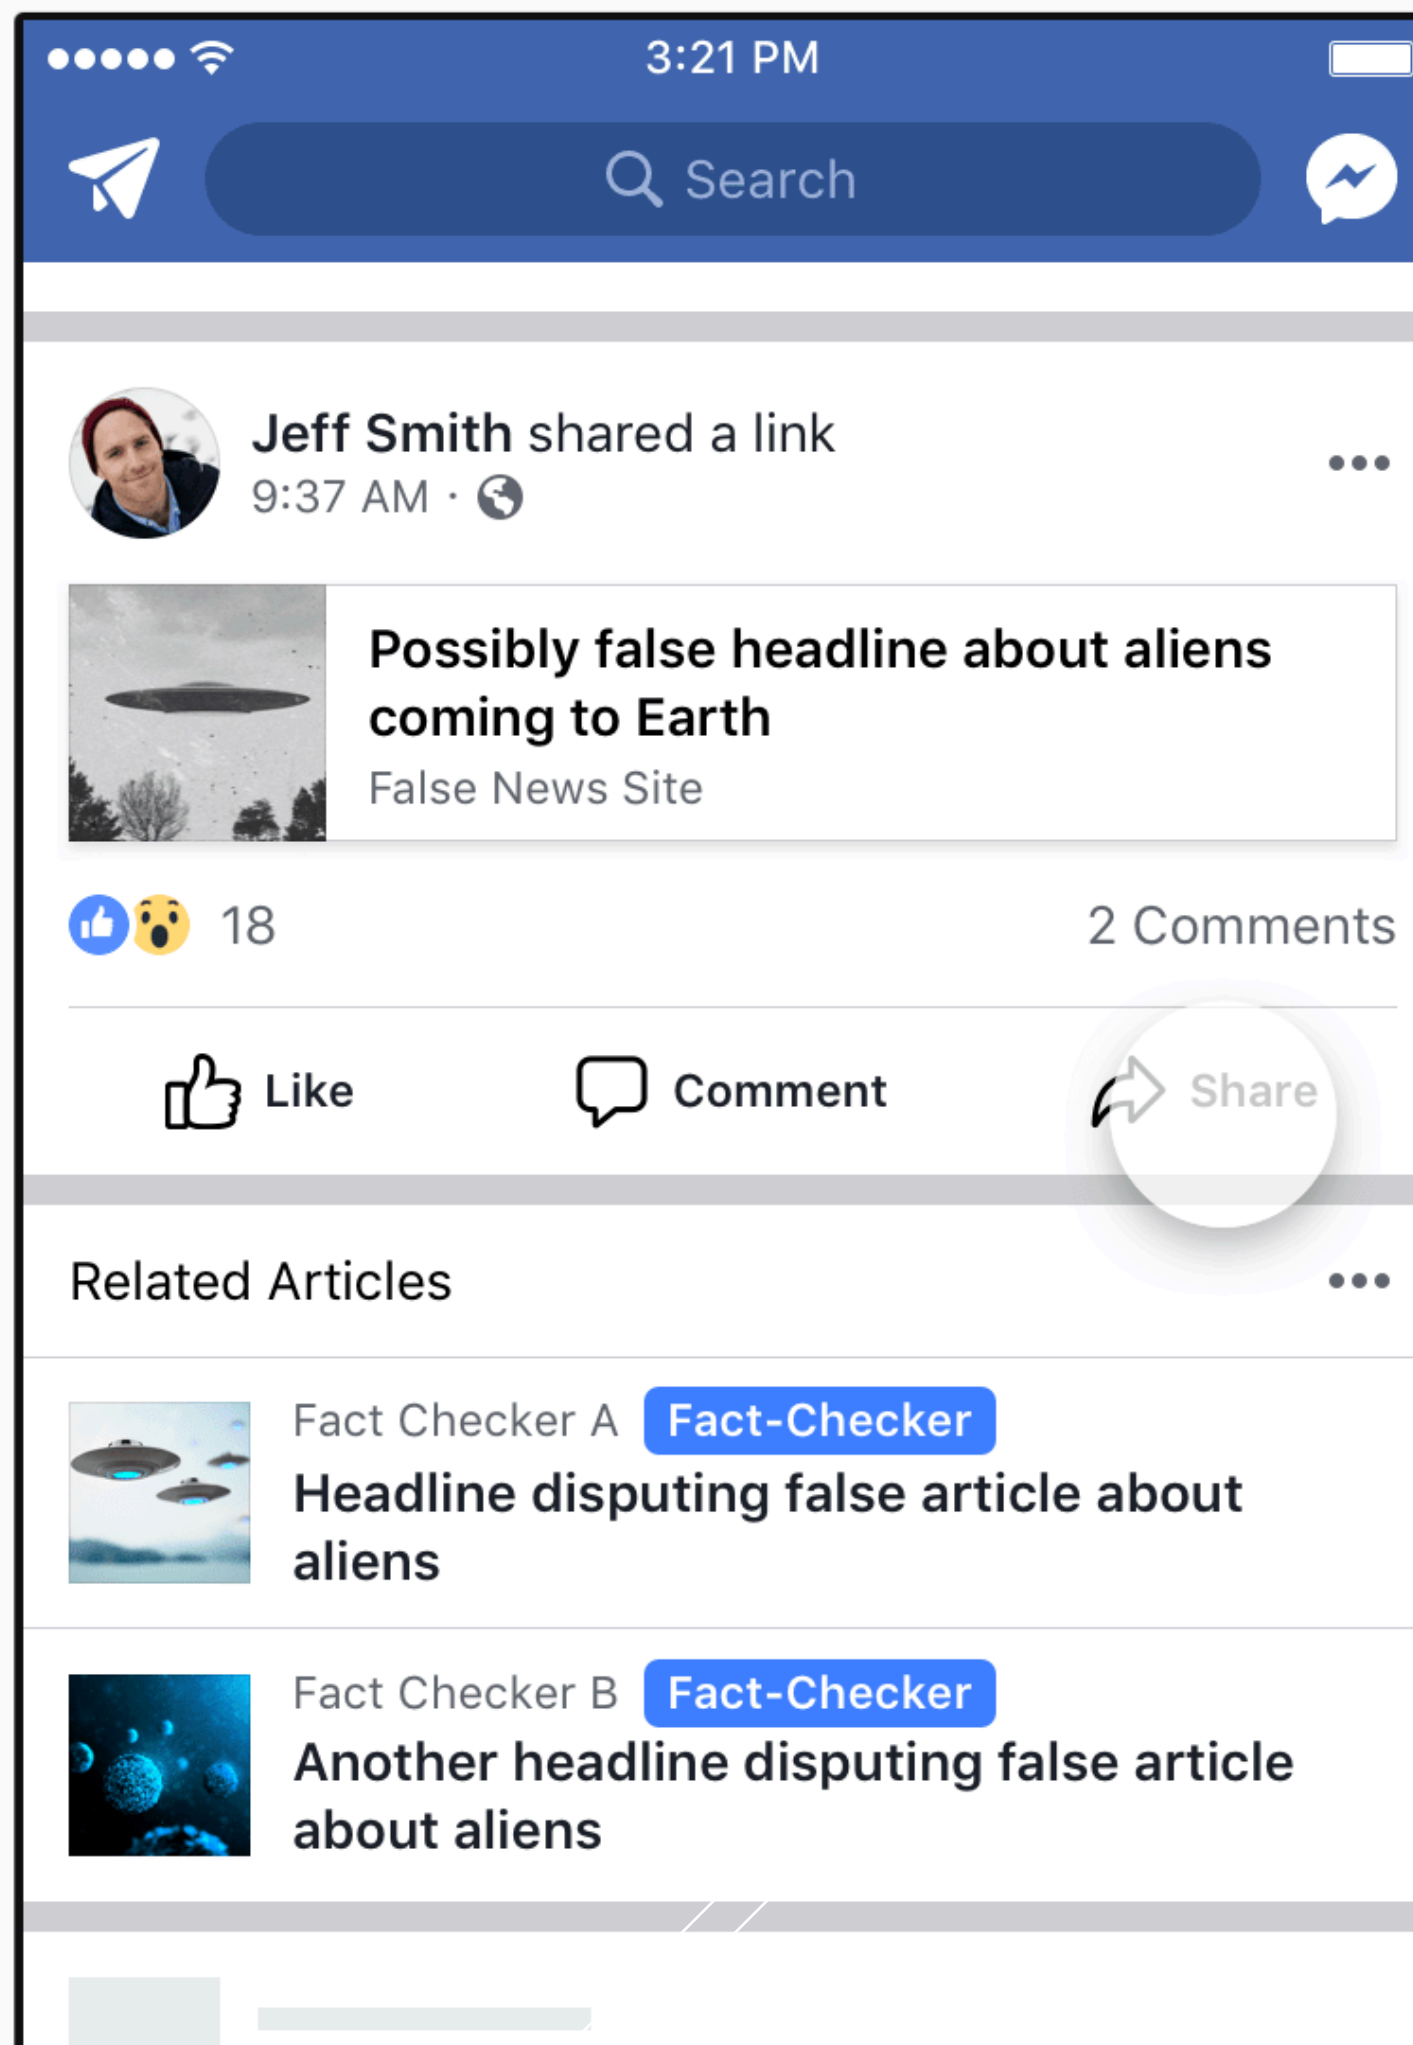 3:21 PM
Search
Jeff Smith shared a link
9:37 AM ·
Possibly false headline about aliens
coming to Earth
False News Site
18
2 Comments
Like
Comment
Share
Related Articles
Fact Checker A Fact-Checker
Headline disputing false article about
aliens
Fact Checker B Fact-Checker
Another headline disputing false article
about aliens